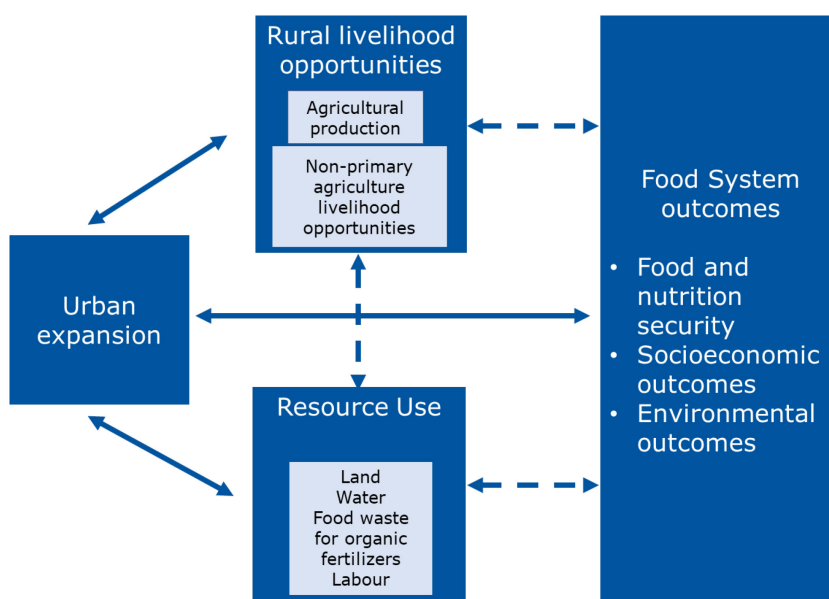 Rural livelihood
opportunities
Agricultural
production
Non-primary
agriculture
livelihood
opportunities
Urban
expansion
Resource Use
Land
Water
Food waste
for organic
fertilizers
Labour
Food System
outcomes
• Food and
nutrition
security
• Socioeconomic
outcomes
• Environmental
outcomes